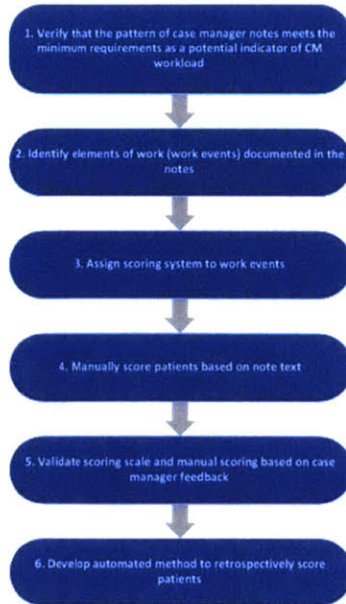 1. Verify that the pattern of case manager notes meets the
minimum requirements as a potential indicator of CM
workload
2. Identify elements of work (work events) documented in the
notes
3. Assign scoring system to work events
4. Manually score patients based on note text
5. Validate scoring scale and manual scoring based on case
manager feedback
6. Develop automated method to retrospectively score
patients